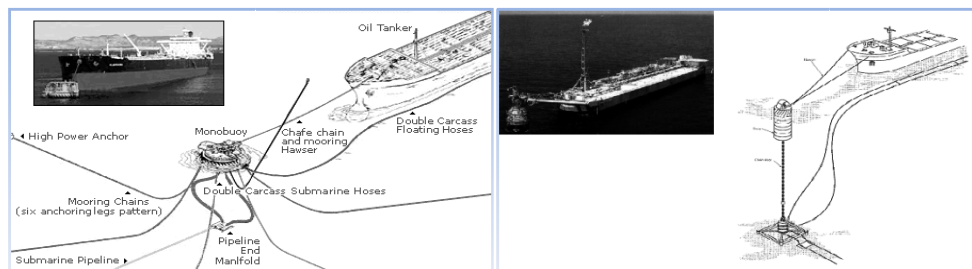 Oil Tanker
High Power Anchor
Monobuoy
Chafe chain
and mooring
Hawser
Double Carcass
Floating Hoses
Double Carcass Submarine Hoses
Mooring Chains
(six anchoring legs pattern)
Pipeline
End
Manlfold
Submarine Pipeline